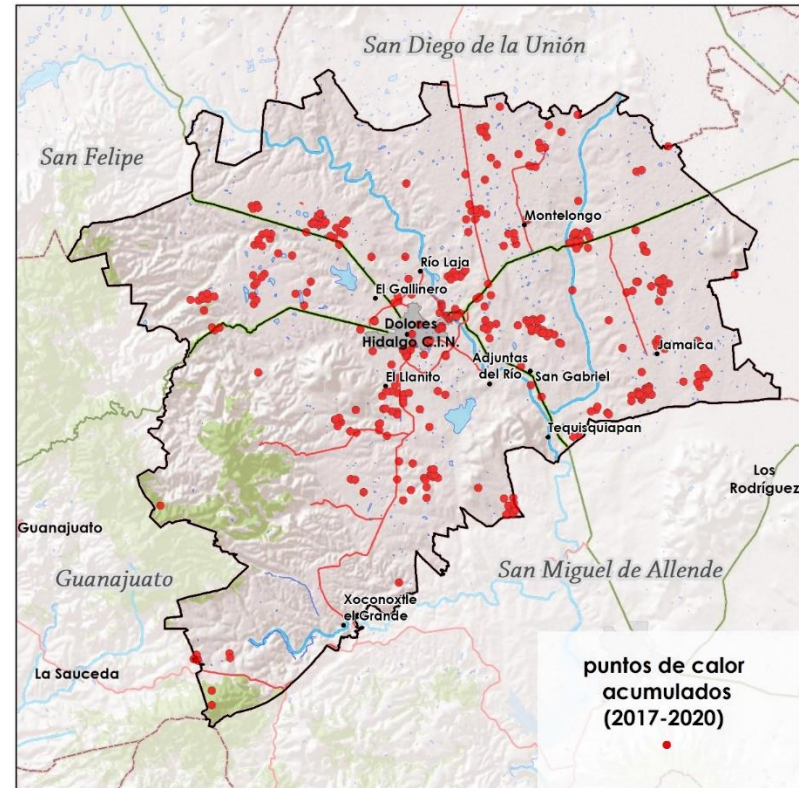 San Diego de la Unión
San Felipe
Montelongo
Río Laja
El Gallinero
Dolores
Hidalgo C.I.N.
Jamaica
Adjuntas
del Río
San Gabriel
El Llanito
Tequisquiapan
Los
Rodríguez
Guanajuato
Guanajuato
San Miguel de Allende
Xoconoxtle
el Grande
La Sauceda
puntos de calor
acumulados
(2017-2020)